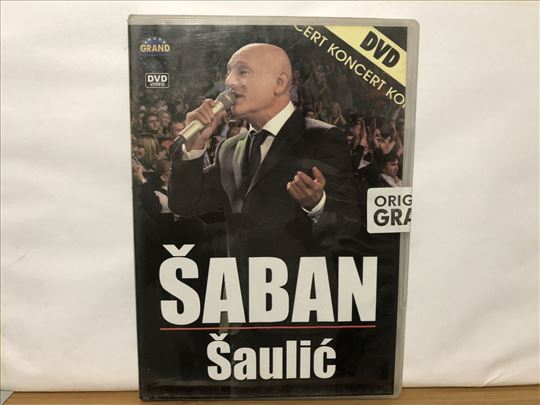 GRAND
DVD
VIDEO
DVD
CERT KONCERT KO
ORIG
GRA
ŠABAN
Šaulić